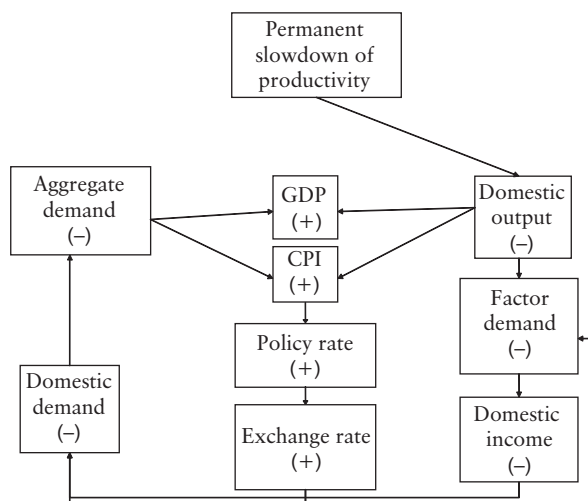 Permanent
slowdown of
productivity
Aggregate
demand
(–)
GDP
(+)
Domestic
output
(–)
CPI
(+)
Factor
demand
(–)
Policy rate
(+)
Domestic
demand
(–)
Exchange rate
(+)
Domestic
income
(–)